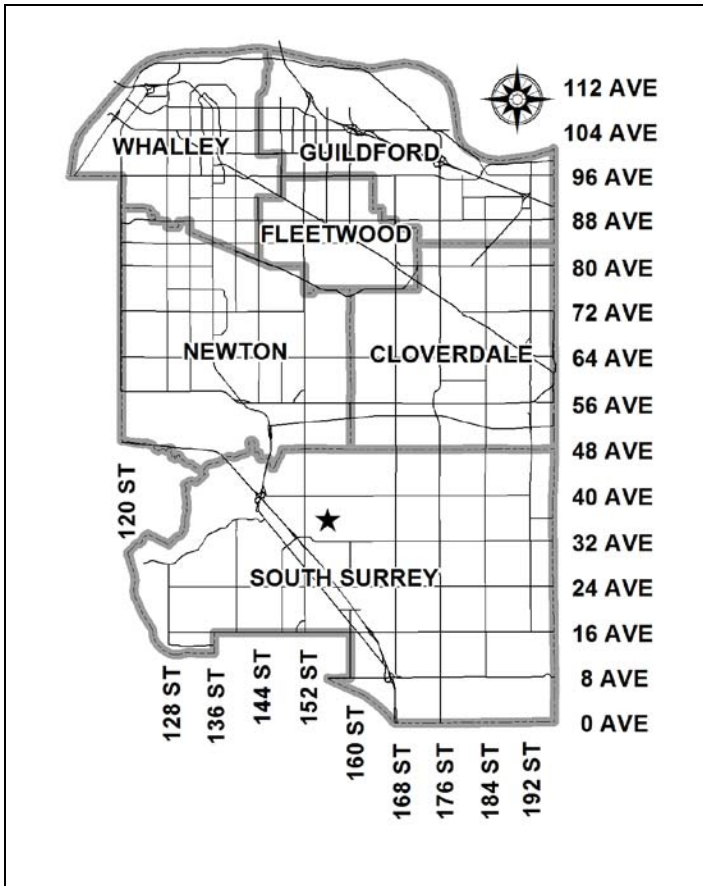 112 AVE
104 AVE
WHALLEY
GUILDFORD
96 AVE
88 AVE
FLEETWOOD
80 AVE
72 AVE
NEWTON
CLOVERDALE
64 AVE
56 AVE
48 AVE
120 ST
40 AVE
32 AVE
SOUTH SURREY
24 AVE
16 AVE
8 AVE
0 AVE
128 ST
136 ST
144 ST
152 ST
160 ST
168 ST
176 ST
184 ST
192 ST